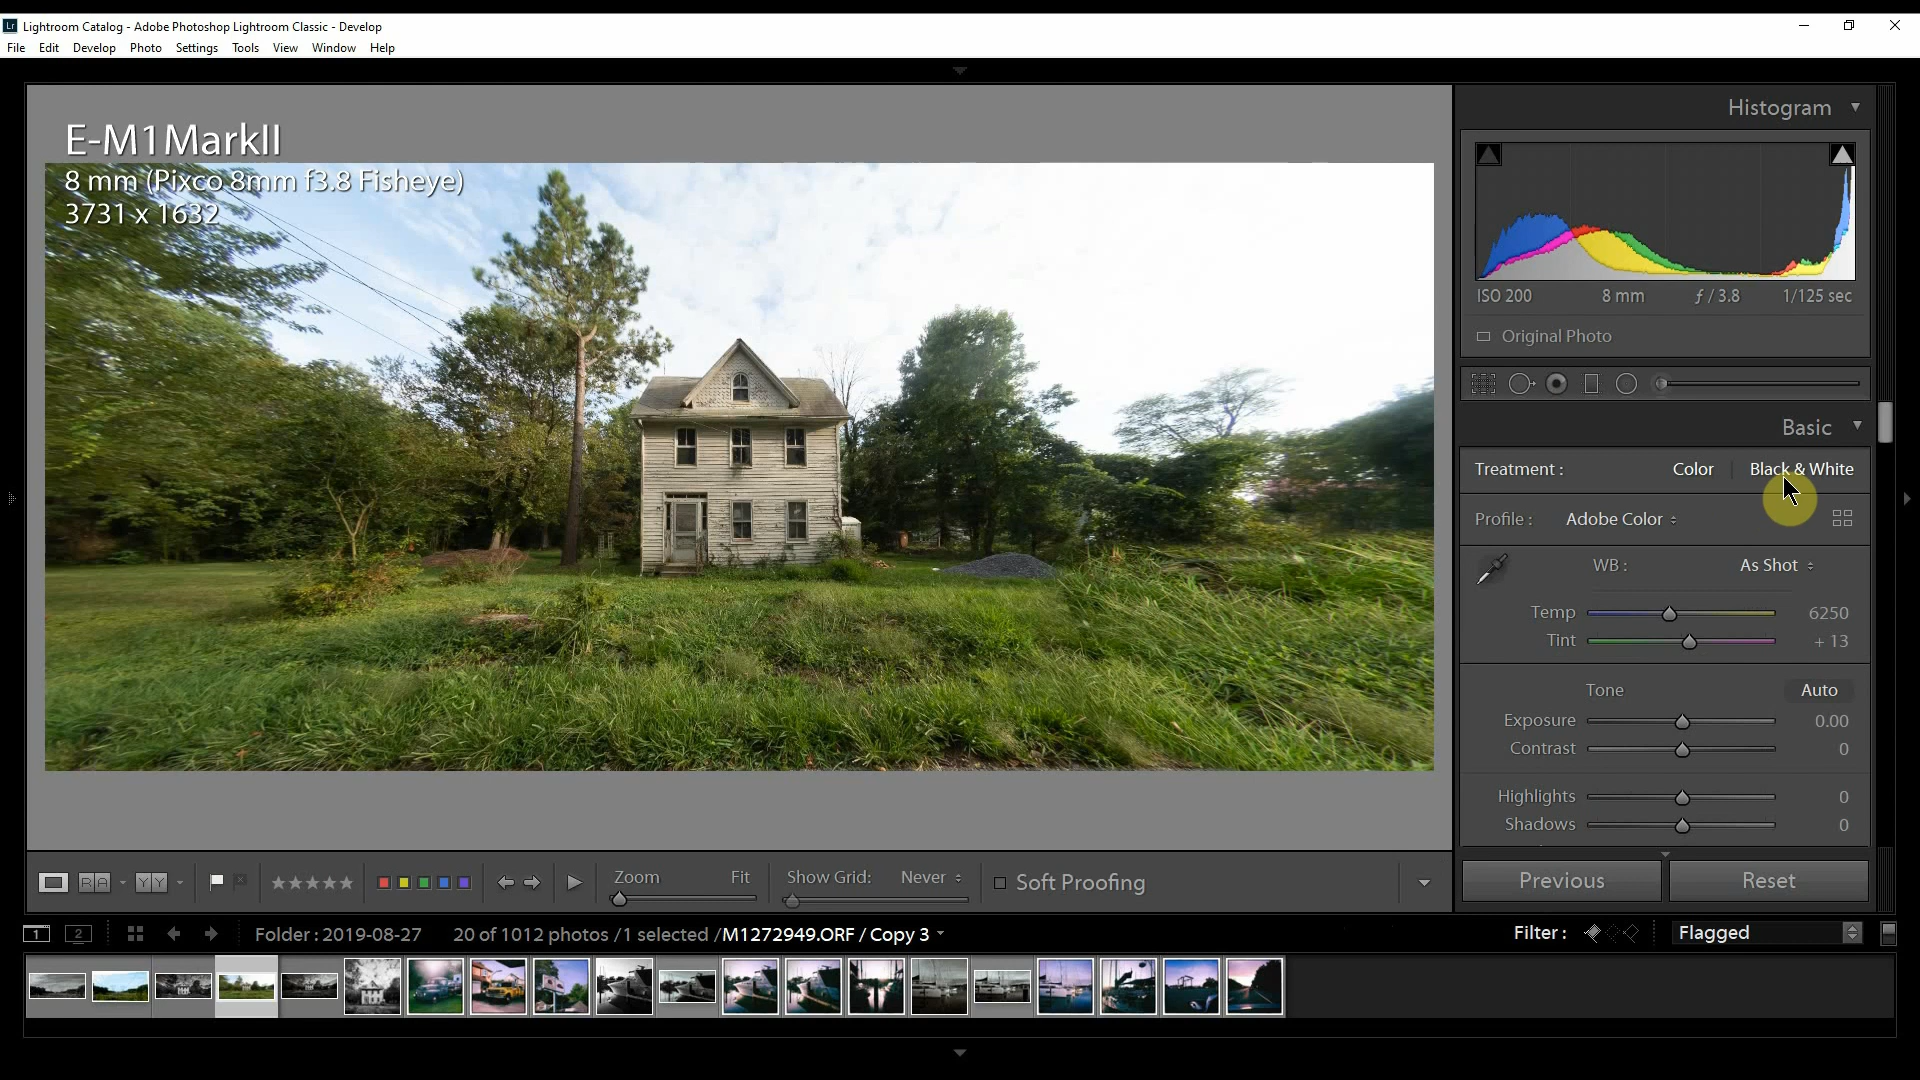 Lr Lightroom Catalog - Adobe Photoshop Lightroom Classic - Develop
File Edit Develop Photo Settings Tools View Window Help
E-M1MarkII
8 mm (Pixco 8mm f3.8 Fisheye)
3731 x 1632
Histogram
ISO 200 8 mm ƒ / 3.8 1/125 sec
Original Photo
Basic
Treatment : Color Black & White
Profile : Adobe Color
WB : As Shot
Temp 6250
Tint + 13
Tone Auto
Exposure 0.00
Contrast 0
Highlights 0
Shadows 0
R A Y Y Zoom Fit Show Grid: Never Soft Proofing
Previous Reset
1 2 Folder : 2019-08-27 20 of 1012 photos /1 selected /M1272949.ORF / Copy 3 Filter : Flagged